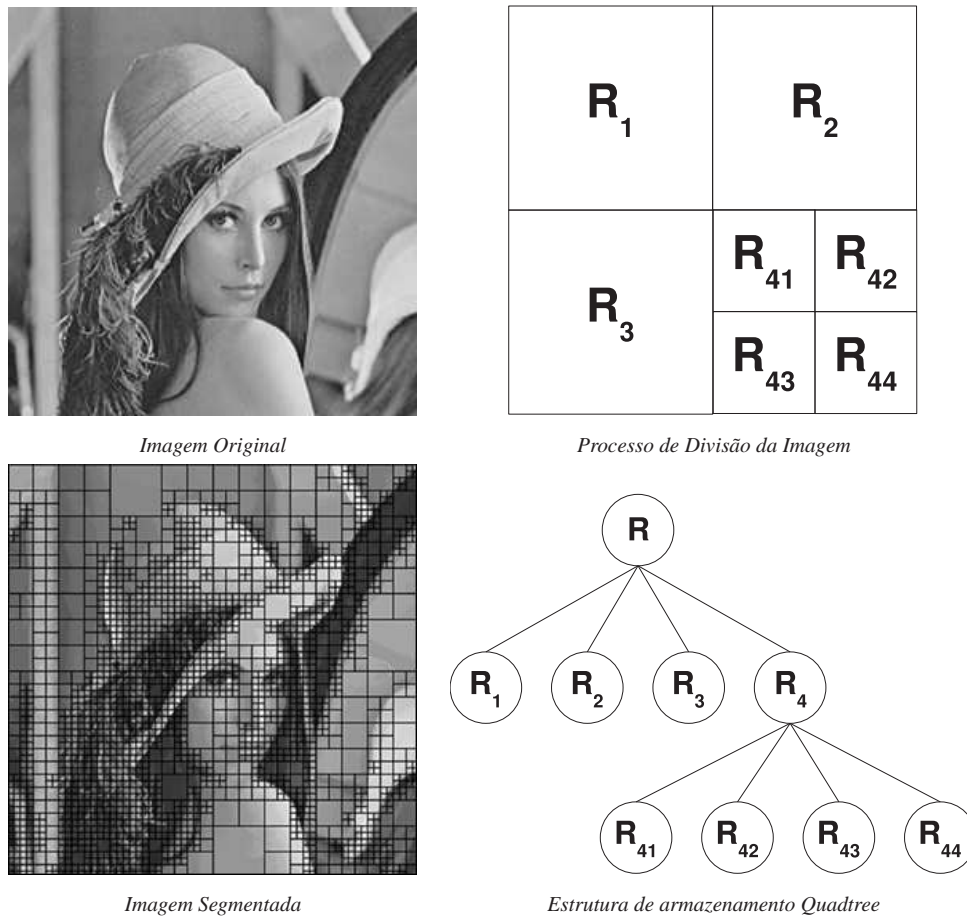 R1
R2
R3
R41 R42
R43 R44
Imagem Original
Processo de Divisão da Imagem
R
R1 R2 R3 R4
R41 R42 R43 R44
Imagem Segmentada
Estrutura de armazenamento Quadtree